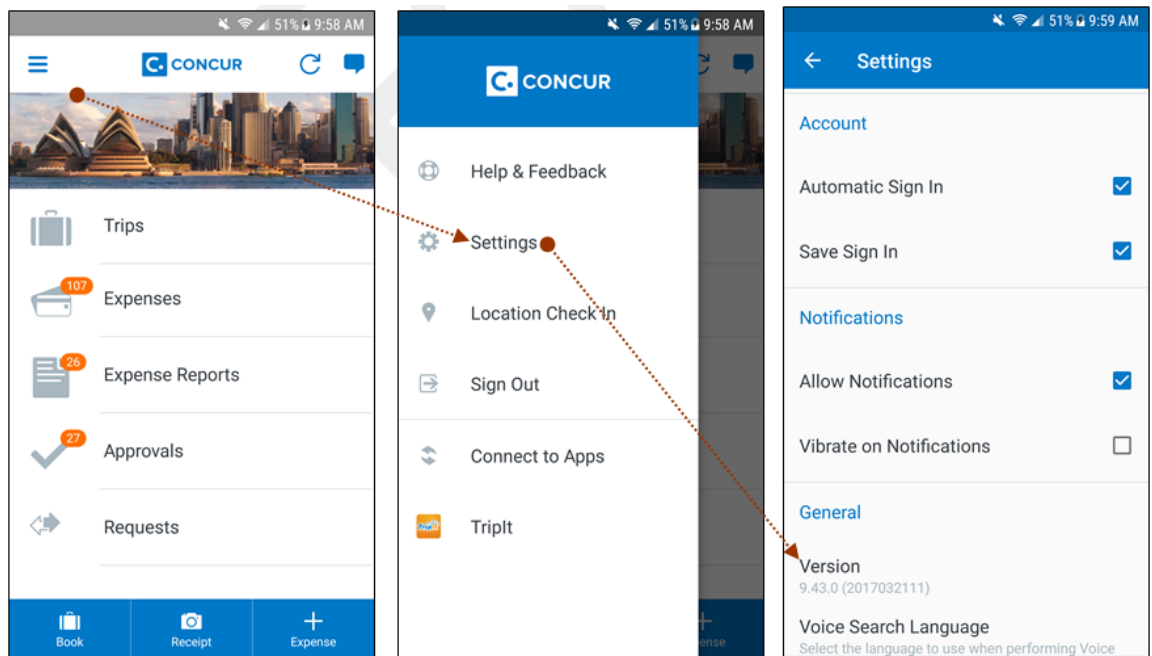 51% 9:58 AM
C. CONCUR
Trips
107
Expenses
26
Expense Reports
27
Approvals
Requests
Book
Receipt
Expense
51% 9:58 AM
C. CONCUR
Help & Feedback
Settings
Location Check In
Sign Out
Connect to Apps
TripIt
ense
51% 9:59 AM
Settings
Account
Automatic Sign In
Save Sign In
Notifications
Allow Notifications
Vibrate on Notifications
General
Version
9.43.0 (2017032111)
Voice Search Language
Select the language to use when performing Voice